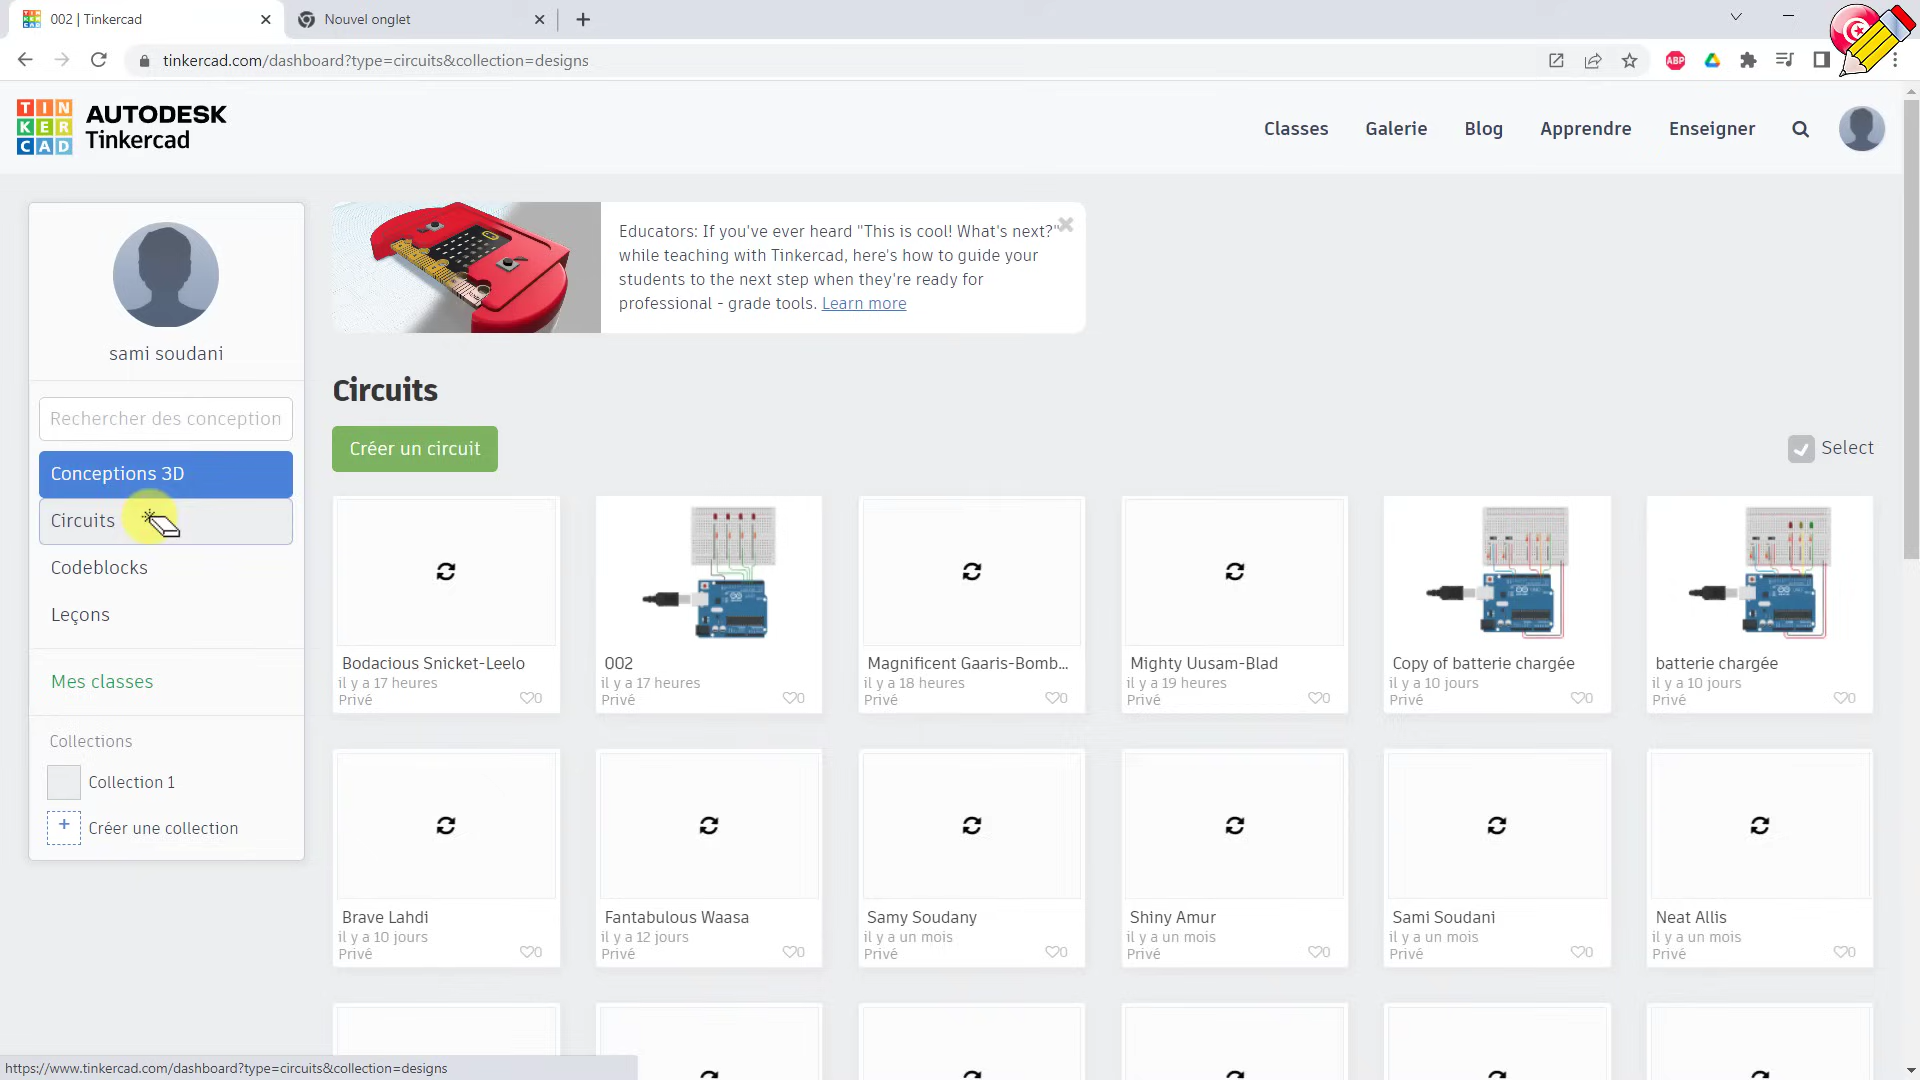 002 | Tinkercad
Nouvel onglet
tinkercad.com/dashboard?type=circuits&collection=designs
ABP
TIN
KER
CAD
AUTODESK
Tinkercad
Classes
Galerie
Blog
Apprendre
Enseigner
sami soudani
Rechercher des conception
Conceptions 3D
Circuits
Codeblocks
Leçons
Mes classes
Collections
Collection 1
Créer une collection
Educators: If you've ever heard "This is cool! What's next?"
while teaching with Tinkercad, here's how to guide your
students to the next step when they're ready for
professional - grade tools. Learn more
Circuits
Créer un circuit
Select
Bodacious Snicket-Leelo
il y a 17 heures
Privé
0
002
il y a 17 heures
Privé
0
Magnificent Gaaris-Bomb...
il y a 18 heures
Privé
0
Mighty Uusam-Blad
il y a 19 heures
Privé
0
Copy of batterie chargée
il y a 10 jours
Privé
0
batterie chargée
il y a 10 jours
Privé
0
Brave Lahdi
il y a 10 jours
Privé
0
Fantabulous Waasa
il y a 12 jours
Privé
0
Samy Soudany
il y a un mois
Privé
0
Shiny Amur
il y a un mois
Privé
0
Sami Soudani
il y a un mois
Privé
0
Neat Allis
il y a un mois
Privé
0
https://www.tinkercad.com/dashboard?type=circuits&collection=designs